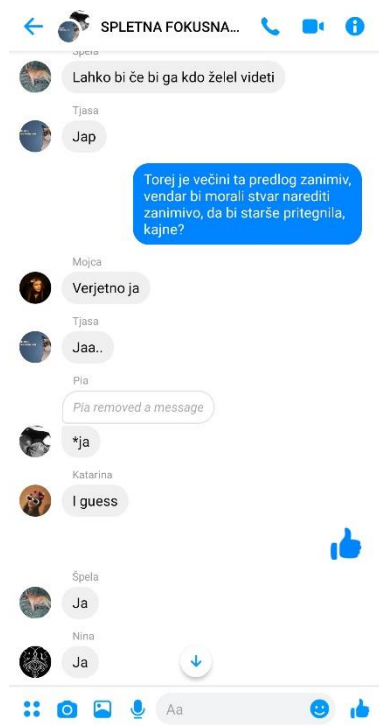 SPLETNA FOKUSNA...
Špela
Lahko bi če bi ga kdo želel videti
Tjasa
Jap
Torej je večini ta predlog zanimiv,
vendar bi morali stvar narediti
zanimivo, da bi starše pritegnila,
kajne?
Mojca
Verjetno ja
Tjasa
Jaa..
Pia
Pia removed a message
*ja
Katarina
I guess
Špela
Ja
Nina
Ja
Aa